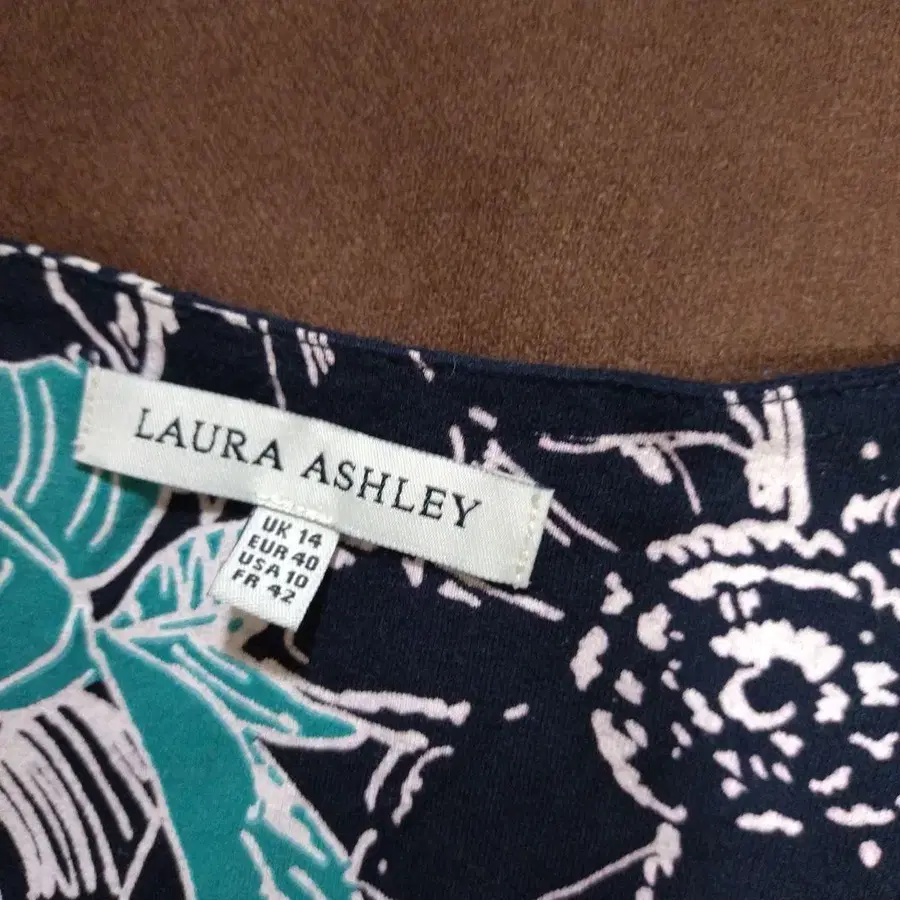 LAURA ASHLEY
UK 14
EUR 40
USA 10
FR 42